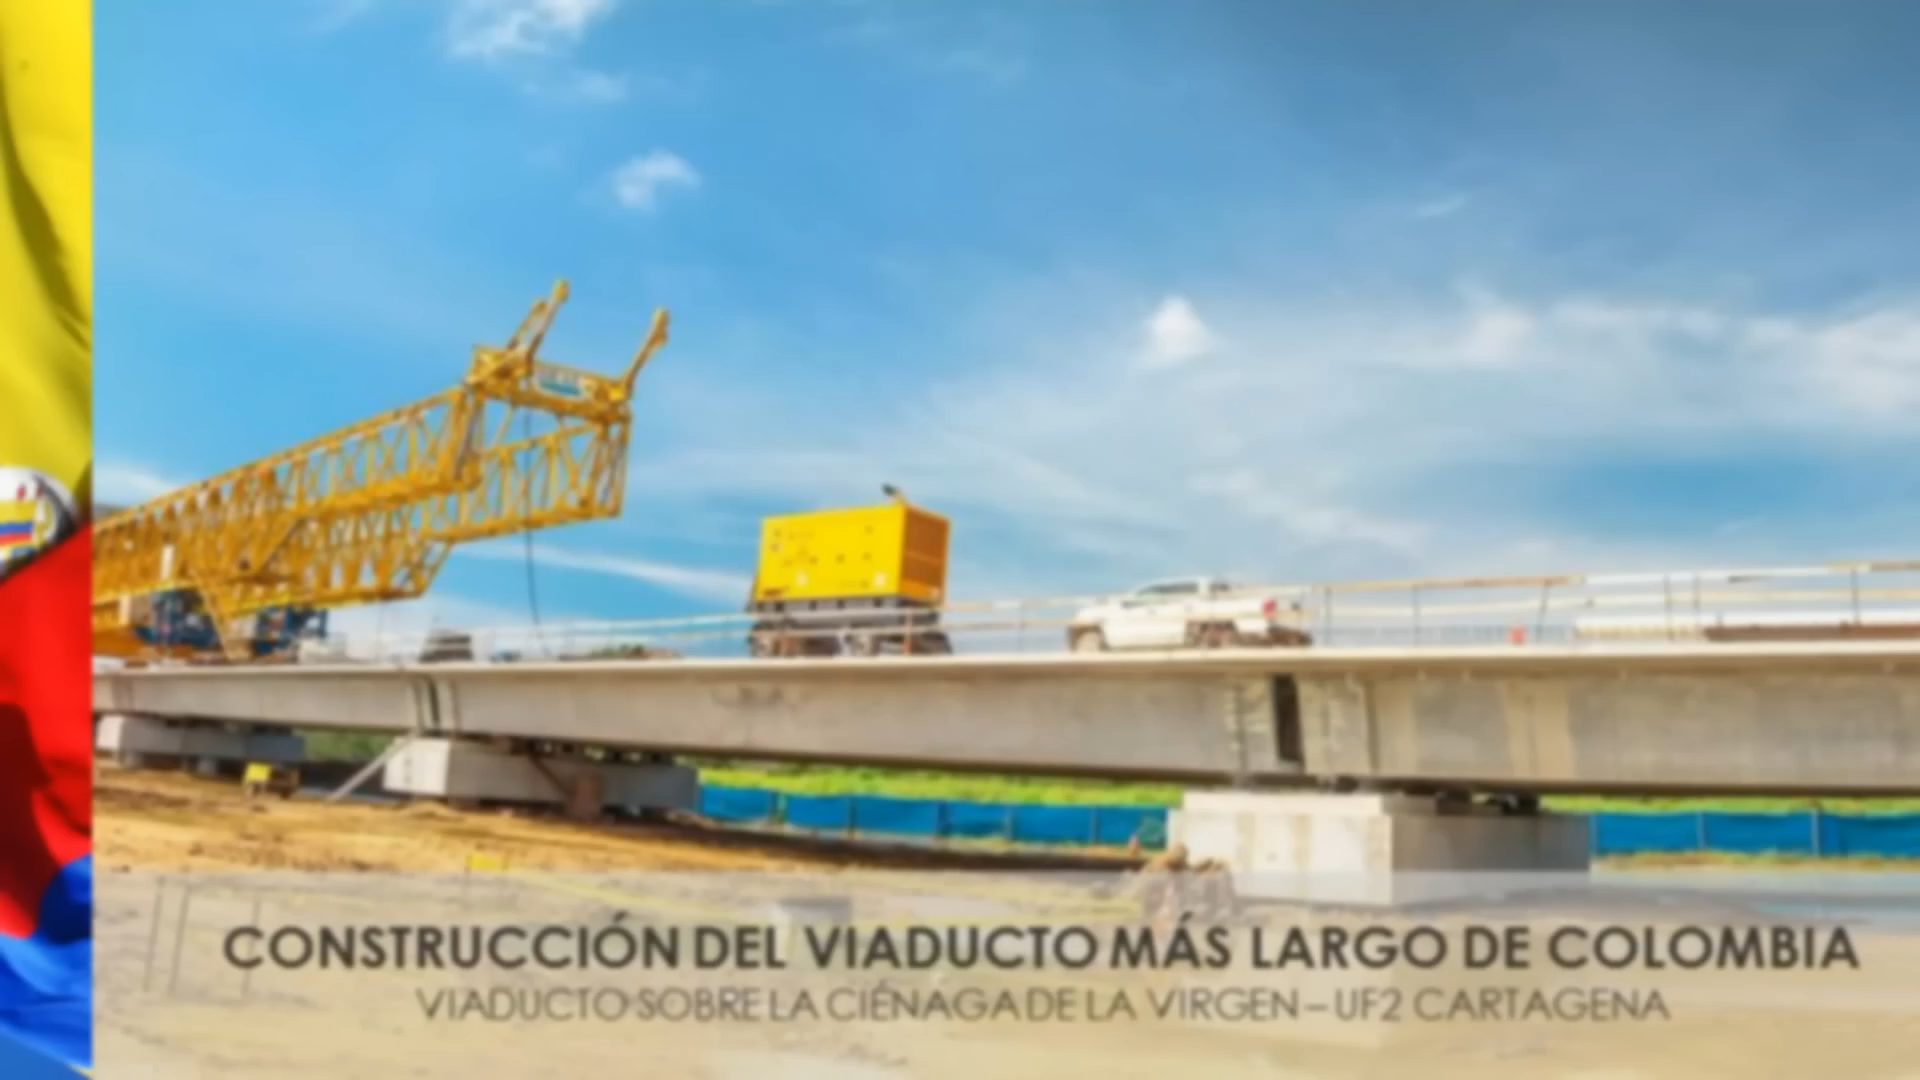 CONSTRUCCIÓN DEL VIADUCTO MÁS LARGO DE COLOMBIA
VIADUCTO SOBRE LA CIÉNAGA DE LA VIRGEN – UF2 CARTAGENA